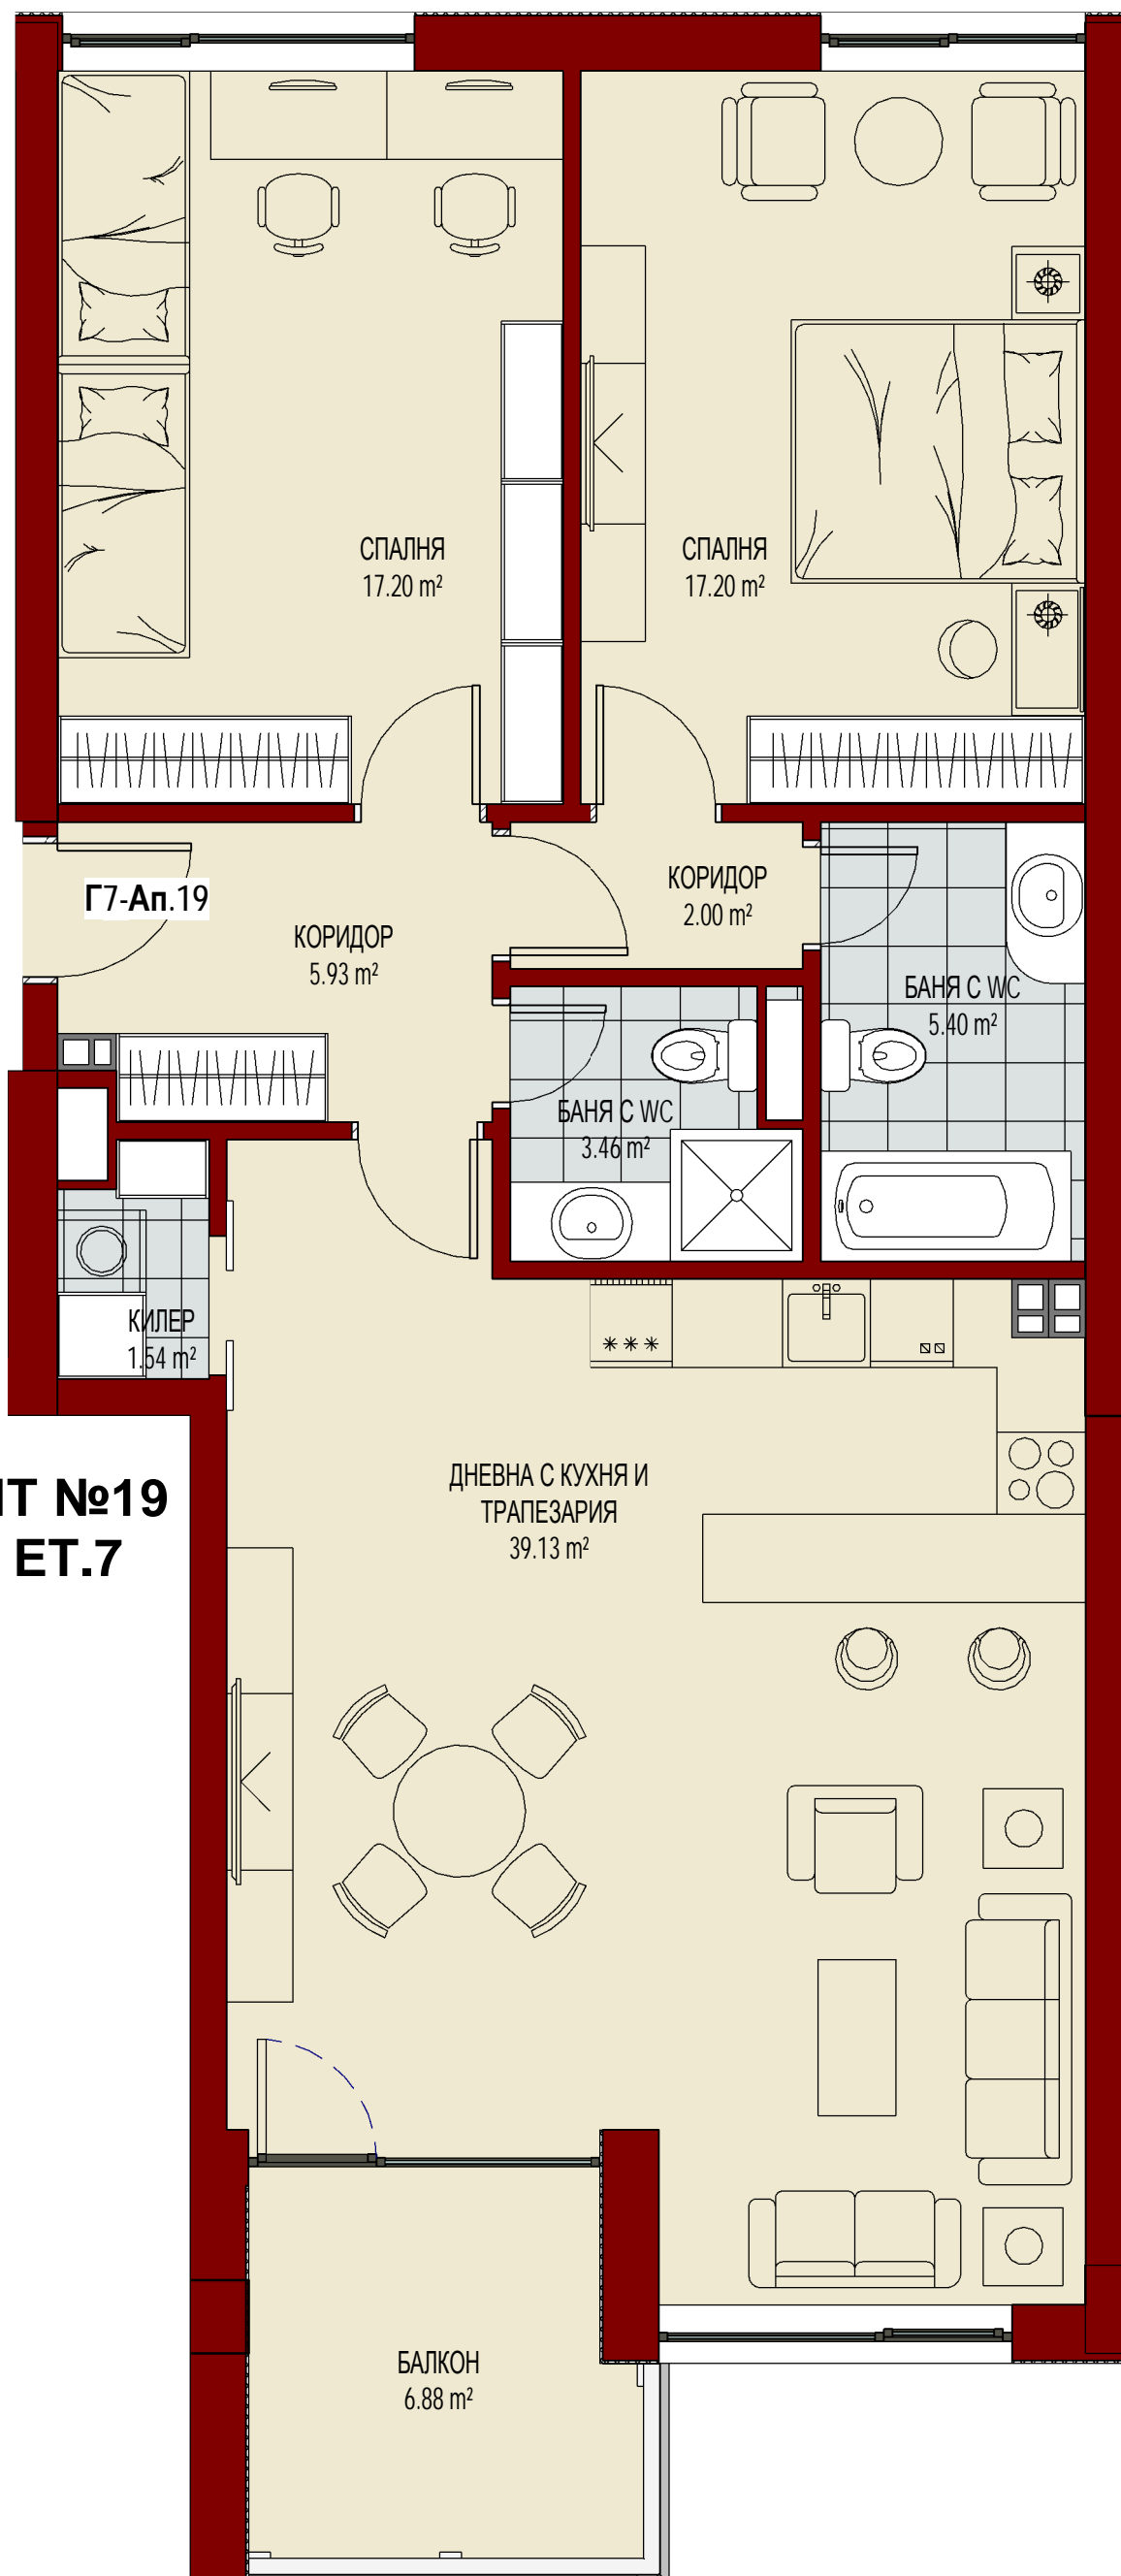 СПАЛНЯ
17.20 m²
СПАЛНЯ
17.20 m²
Г7-Ап.19
КОРИДОР
5.93 m²
КОРИДОР
2.00 m²
БАНЯ С WC
5.40 m²
БАНЯ С WC
3.46 m²
КИЛЕР
1.54 m²
ДНЕВНА С КУХНЯ И
ТРАПЕЗАРИЯ
39.13 m²
№19
ЕТ.7
БАЛКОН
6.88 m²